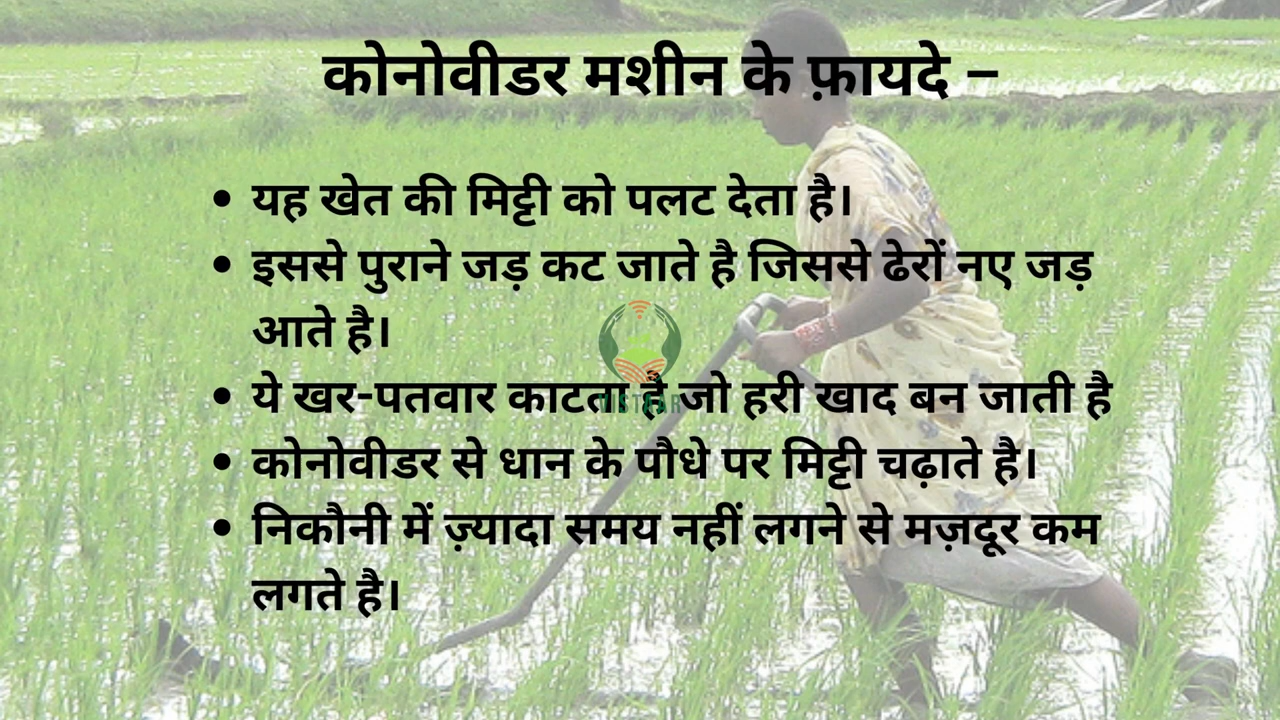 कोनोवीडर मशीन के फ़ायदे –
• यह खेत की मिट्टी को पलट देता है।
• इससे पुराने जड़ कट जाते है जिससे ढेरों नए जड़
आते है।
• ये खर-पतवार काटता है जो हरी खाद बन जाती है
VISTAAR
• कोनोवीडर से धान के पौधे पर मिट्टी चढ़ाते है।
• निकौनी में ज़्यादा समय नहीं लगने से मज़दूर कम
लगते है।